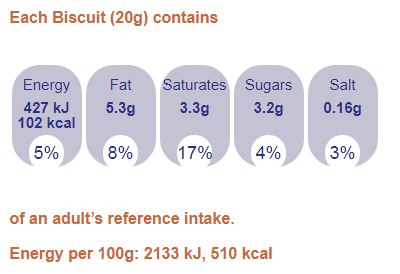 Each Biscuit (20g) contains
Energy Fat Saturates Sugars Salt
427 kJ 5.3g 3.3g 3.2g 0.16g
102 kcal
5% 8% 17% 4% 3%
of an adult’s reference intake.
Energy per 100g: 2133 kJ, 510 kcal